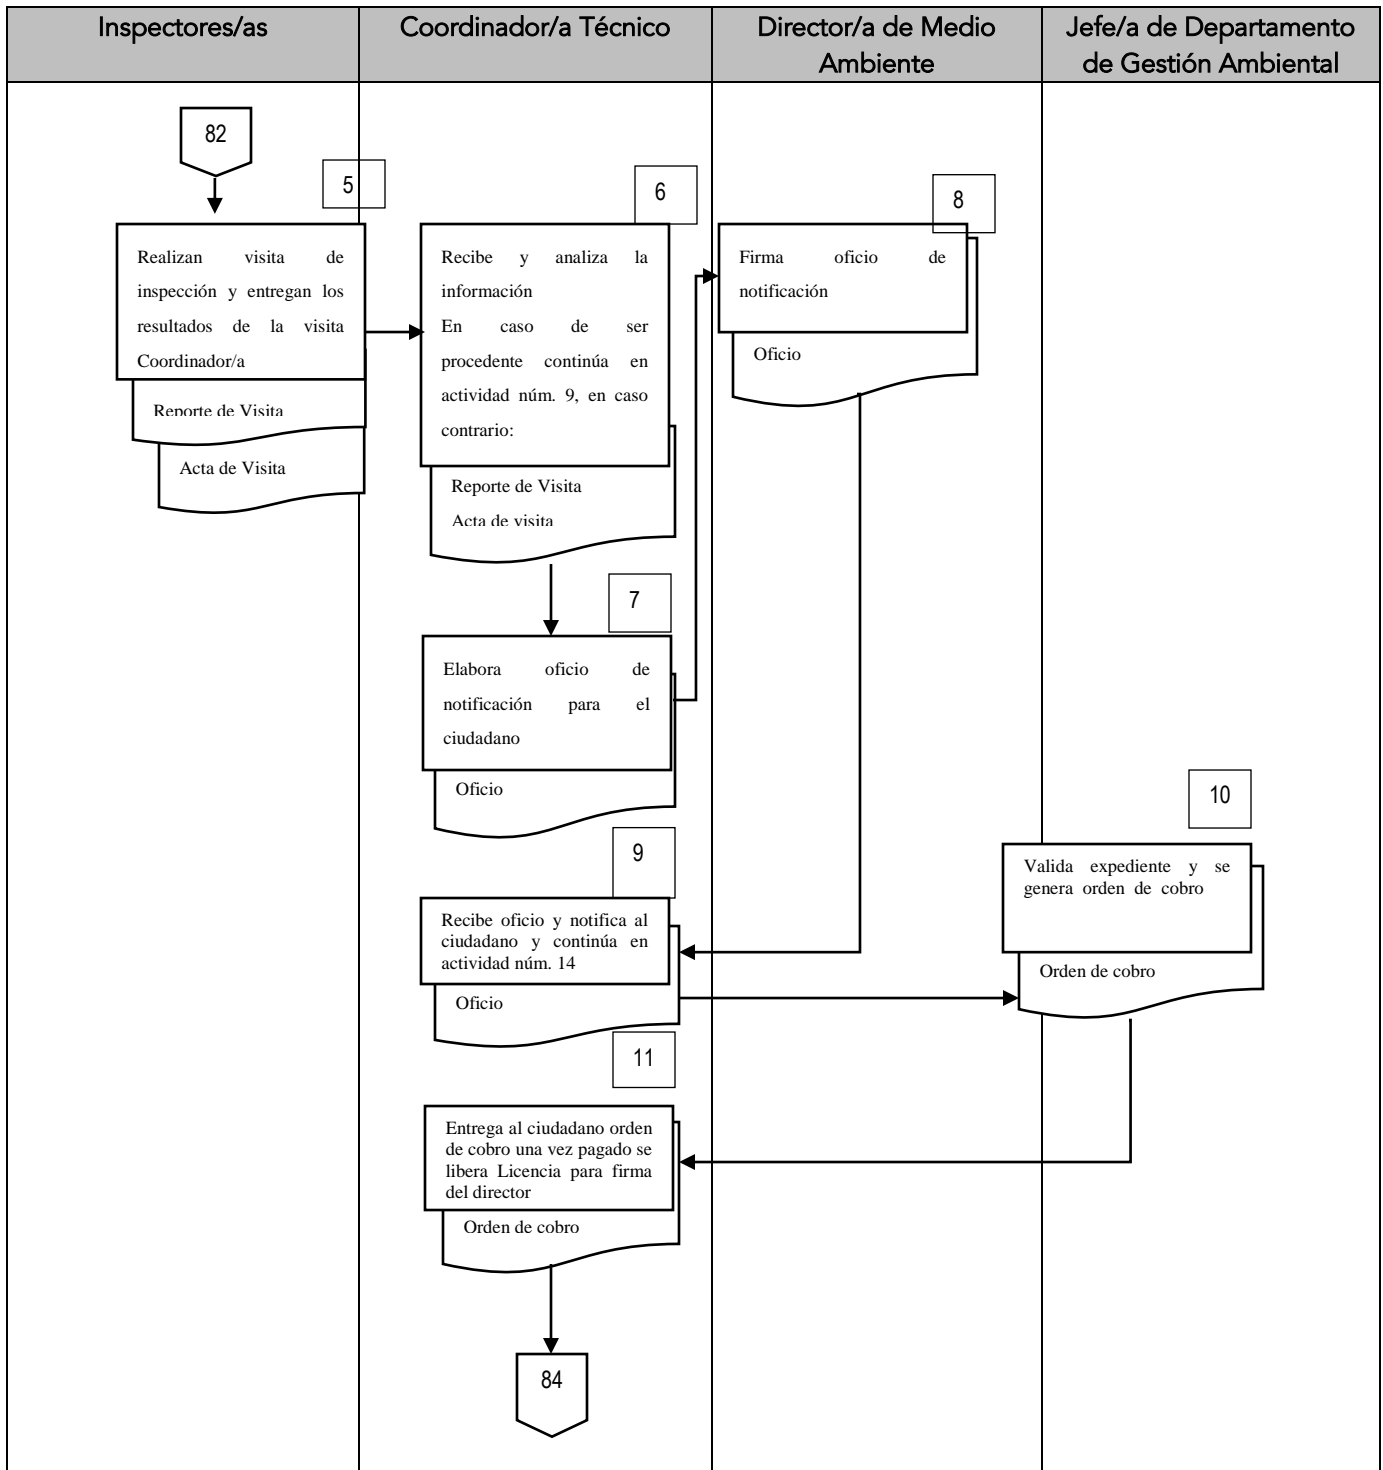 Inspectores/as
Coordinador/a Técnico
Director/a de Medio
Ambiente
Jefe/a de Departamento
de Gestión Ambiental
82
5
Realizan visita de
inspección y entregan los
resultados de la visita
Coordinador/a
Reporte de Visita
Acta de Visita
6
Recibe y analiza la
información
En caso de ser
procedente continúa en
actividad núm. 9, en caso
contrario:
Reporte de Visita
Acta de visita
7
Elabora oficio de
notificación para el
ciudadano
Oficio
8
Firma oficio de
notificación
Oficio
9
Recibe oficio y notifica al
ciudadano y continúa en
actividad núm. 14
Oficio
10
Valida expediente y se
genera orden de cobro
Orden de cobro
11
Entrega al ciudadano orden
de cobro una vez pagado se
libera Licencia para firma
del director
Orden de cobro
84